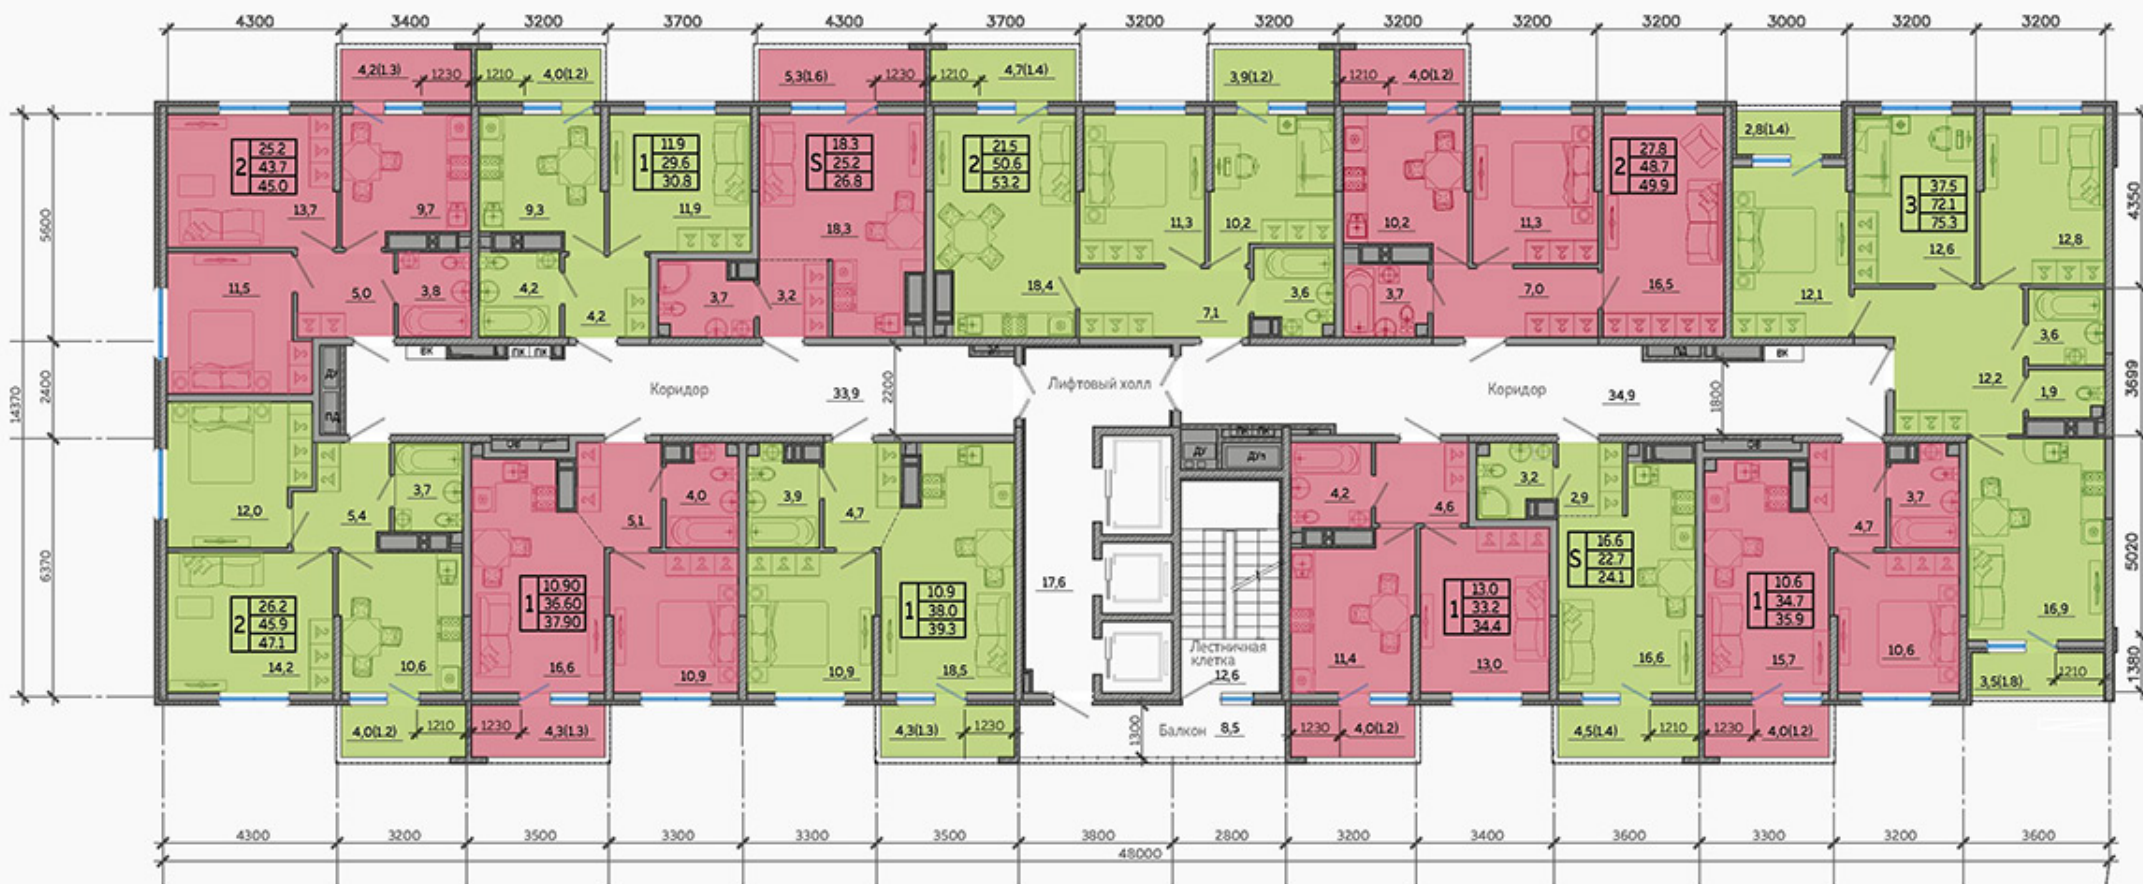 4300 3400 3200 3700 4300 3700 3200 3200 3200 3200 3200 3000 3200 3200
4,2(1.3) 1230 1210 4,0(1.2) 5,3(1.6) 1230 1210 4,7(1.4) 3,9(1.2) 1210 4,0(1.2)
2,8(1.4)
2 25.2 43.7 45.0
13,7
9,7
9,3
1 11.9 29.6 30.8
11,9
S 18.3 25.2 26.8
18,3
2 21.5 50.6 53.2
18,4
11,3
10,2
10,2
11,3
2 27.8 48.7 49.9
16,5
12,1
3 37.5 72.1 75.3
12,6
12,8
11,5
5,0
3,8
4,2
4,2
3,7
3,2
7,1
3,6
3,7
7,0
3,6
12,2
1,9
5600
2400
14370
6370
4350
3699
5020
1380
ДУ
ПД
ВК
ПК
ПК
Коридор
33,9
2200
Лифтовый холл
Коридор
34,9
1800
ПД
ВК
ОВ
ДУ
ДУ
ОВ
12,0
5,4
3,7
5,1
4,0
3,9
4,7
4,2
4,6
3,2
2,9
4,7
3,7
2 26.2 45.9 47.1
14,2
10,6
1 10.90 36.60 37.90
16,6
10,9
10,9
1 10.9 38.0 39.3
18,5
17,6
Лестничная
клетка
12,6
11,4
1 13.0 33.2 34.4
13,0
S 16.6 22.7 24.1
16,6
1 10.6 34.7 35.9
15,7
10,6
16,9
3,5(1.8) 1210
4,0(1.2) 1210 1230 4,3(1.3) 4,3(1.3) 1230 1300 Балкон 8,5 1230 4,0(1.2) 4,5(1.4) 1210 1230 4,0(1.2)
4300 3200 3500 3300 3300 3500 3800 2800 3200 3400 3600 3300 3200 3600
48000